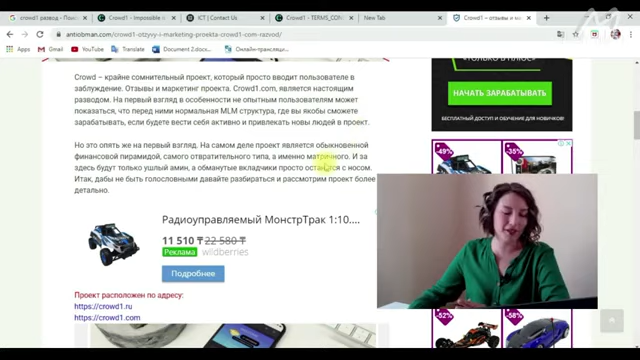 crowd1 развод - Пои
Crowd1 - Impossible d
ICT | Contact Us
Crowd1 - TERMS_CON
New Tab
Crowd1 – отзывы и м
antiobman.com/crowd1-otzyvy-i-marketing-proekta-crowd1-com-razvod/
Gmail
YouTube
Maps
Translate
Document 2.docx...
Онлайн-трансляци...
Crowd – крайне сомнительный проект, который просто вводит пользователе в
заблуждение. Отзывы и маркетинг проекта. Crowd1.com, является настоящим
разводом. На первый взгляд в особенности не опытным пользователям может
показаться, что перед ними нормальная MLM структура, где вы якобы сможете
зарабатывать, если будете вести себя активно и привлекать новы людей в проект.
Но это опять же на первый взгляд. На самом деле проект является обыкновенной
финансовой пирамидой, самого отвратительного типа, а именно матричного. И за
здесь будут только ушлый амин, а обманутые вкладчики просто останутся с носом.
Итак, дабы не быть голословными давайте разбираться и рассмотрим проект более
детально.
"ТОЛЬКО В ПЛЮС"
НАЧАТЬ ЗАРАБАТЫВАТЬ
БЕСПЛАТНЫЙ ДОСТУП ДЛЯ НОВИЧКОВ!
-49%
-35%
Радиоуправляемый МонстрТрак 1:10....
11 510 ₸ 22 580 ₸
Реклама wildberries
Подробнее
Проект расположен по адресу:
https://crowd1.ru
https://crowd1.com
-52%
-58%